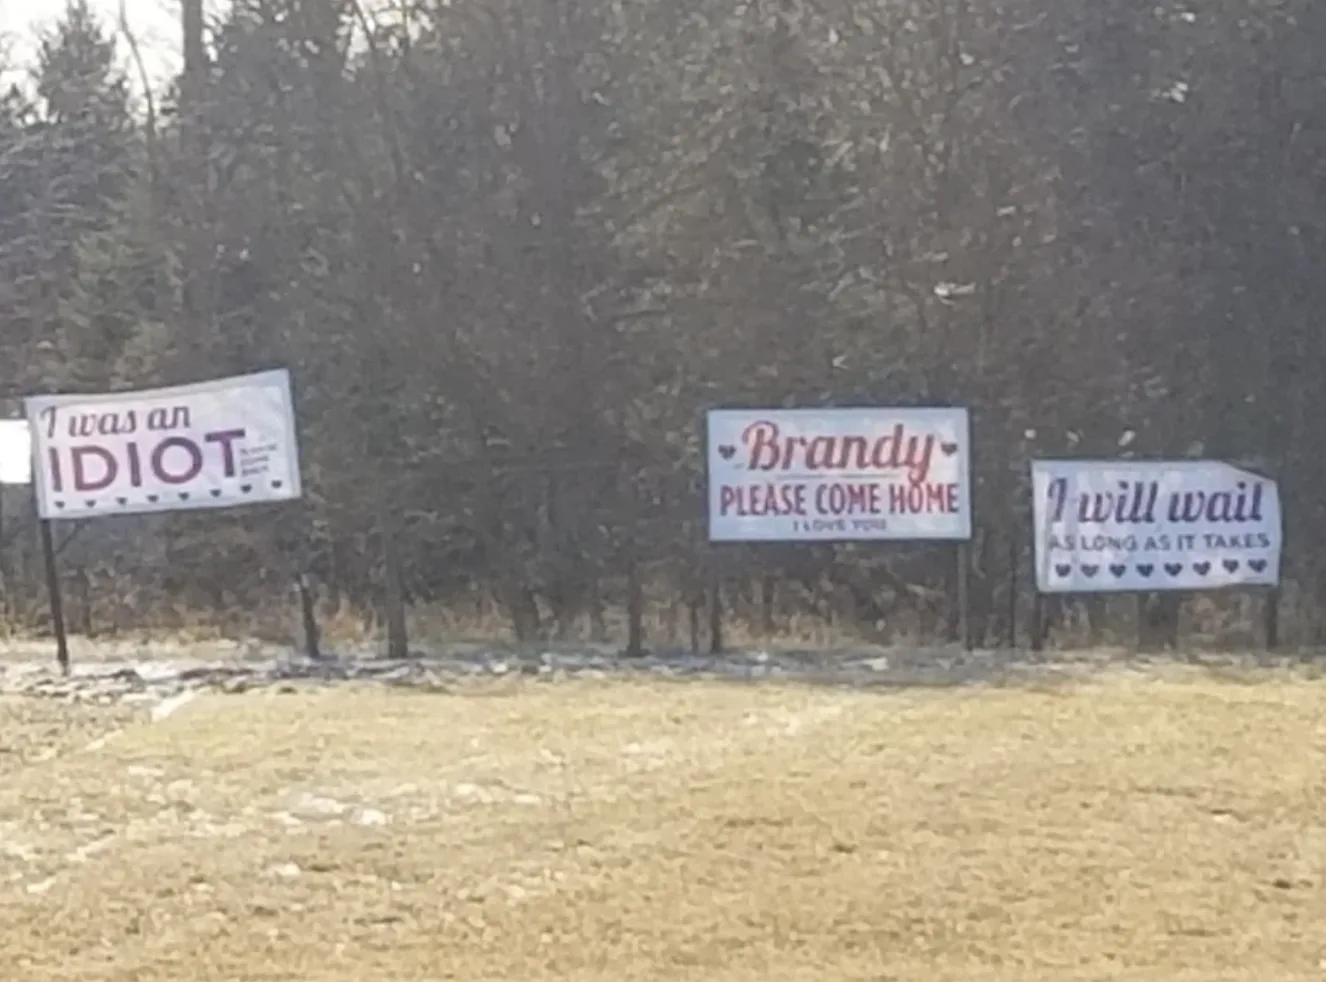 I was an
IDIOT
Brandy
PLEASE COME HOME
I LOVE YOU
I will wait
AS LONG AS IT TAKES